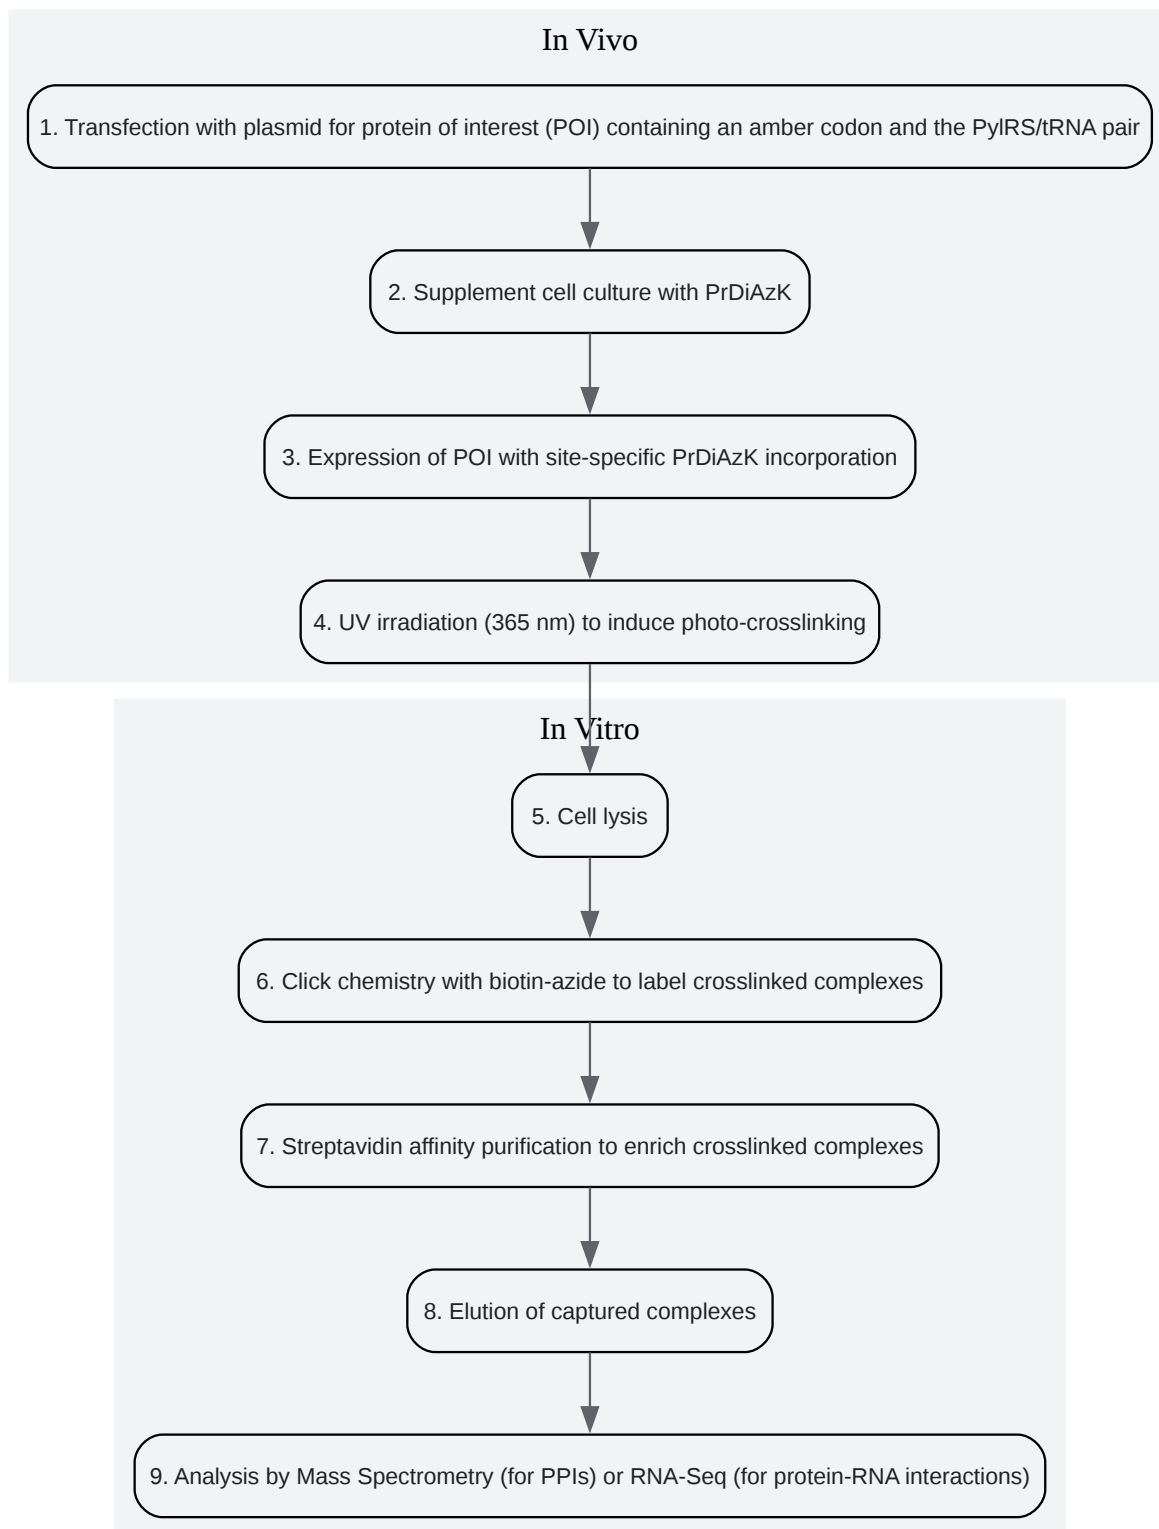 In Vivo
1. Transfection with plasmid for protein of interest (POI) containing an amber codon and the PylRS/tRNA pair
2. Supplement cell culture with PrDiAzK
3. Expression of POI with site-specific PrDiAzK incorporation
4. UV irradiation (365 nm) to induce photo-crosslinking
In Vitro
5. Cell lysis
6. Click chemistry with biotin-azide to label crosslinked complexes
7. Streptavidin affinity purification to enrich crosslinked complexes
8. Elution of captured complexes
9. Analysis by Mass Spectrometry (for PPIs) or RNA-Seq (for protein-RNA interactions)